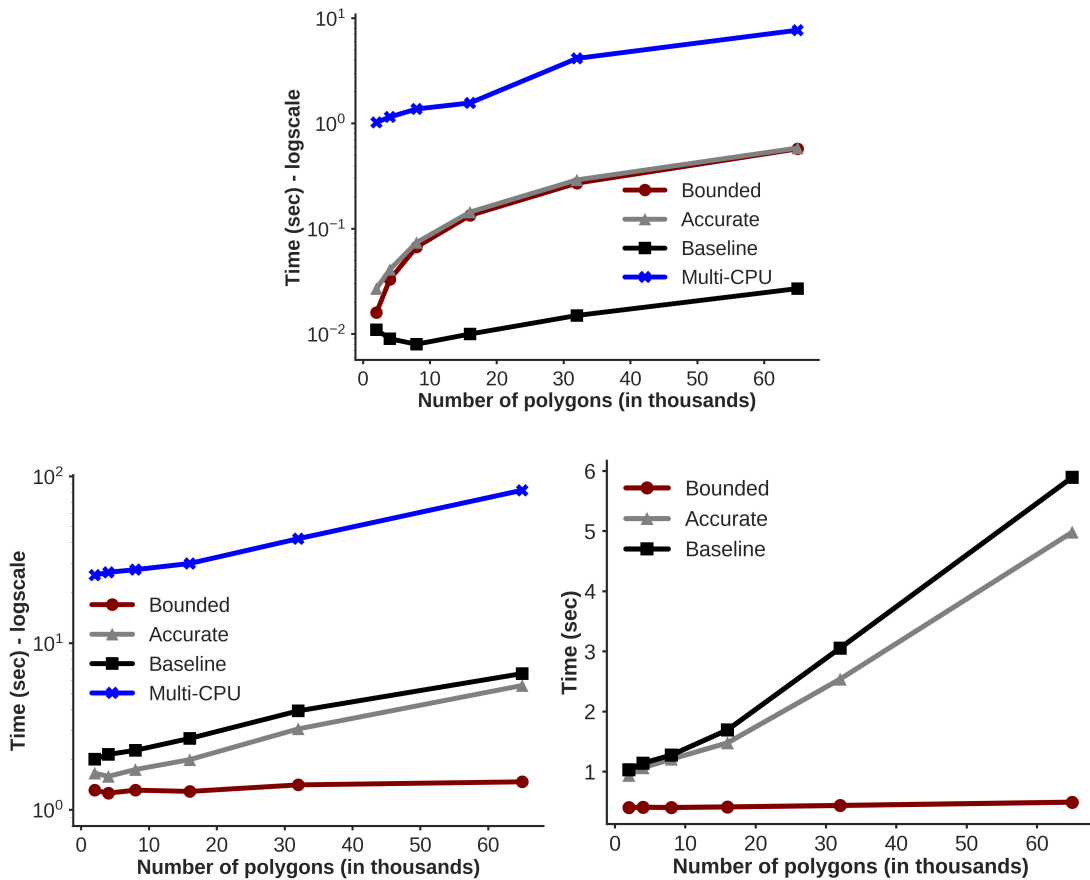 Time (sec) - logscale
10^1
10^0
10^−1
10^−2
Bounded
Accurate
Baseline
Multi-CPU
0 10 20 30 40 50 60
Number of polygons (in thousands)
Time (sec) - logscale
10^2
10^1
10^0
Bounded
Accurate
Baseline
Multi-CPU
0 10 20 30 40 50 60
Number of polygons (in thousands)
Time (sec)
6
5
4
3
2
1
Bounded
Accurate
Baseline
0 10 20 30 40 50 60
Number of polygons (in thousands)